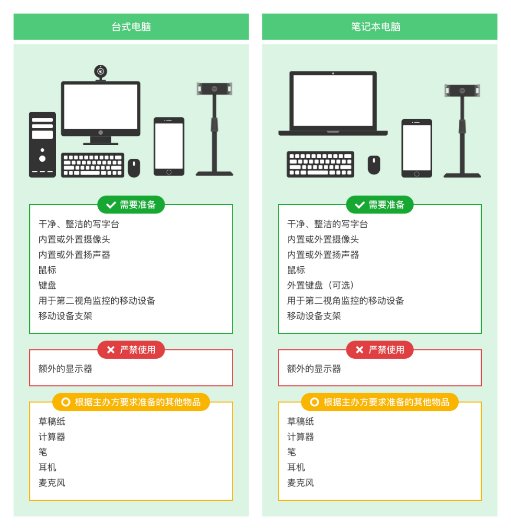 台式电脑
需要准备
干净、整洁的写字台
内置或外置摄像头
内置或外置扬声器
鼠标
键盘
用于第二视角监控的移动设备
移动设备支架
严禁使用
额外的显示器
根据主办方要求准备的其他物品
草稿纸
计算器
笔
耳机
麦克风
笔记本电脑
需要准备
干净、整洁的写字台
内置或外置摄像头
内置或外置扬声器
鼠标
外置键盘（可选）
用于第二视角监控的移动设备
移动设备支架
严禁使用
额外的显示器
根据主办方要求准备的其他物品
草稿纸
计算器
笔
耳机
麦克风